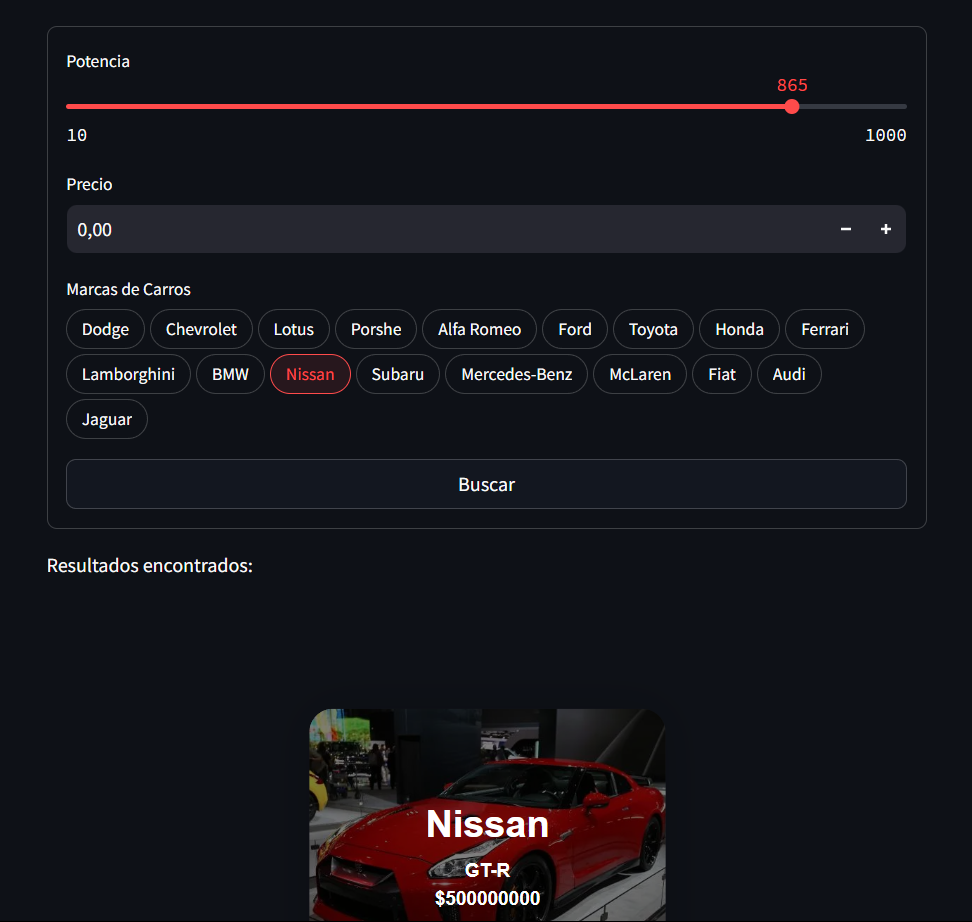 Potencia
865
10 1000
Precio
0,00 − +
Marcas de Carros
Dodge Chevrolet Lotus Porshe Alfa Romeo Ford Toyota Honda Ferrari
Lamborghini BMW Nissan Subaru Mercedes-Benz McLaren Fiat Audi
Jaguar
Buscar
Resultados encontrados:
Nissan
GT-R
$500000000